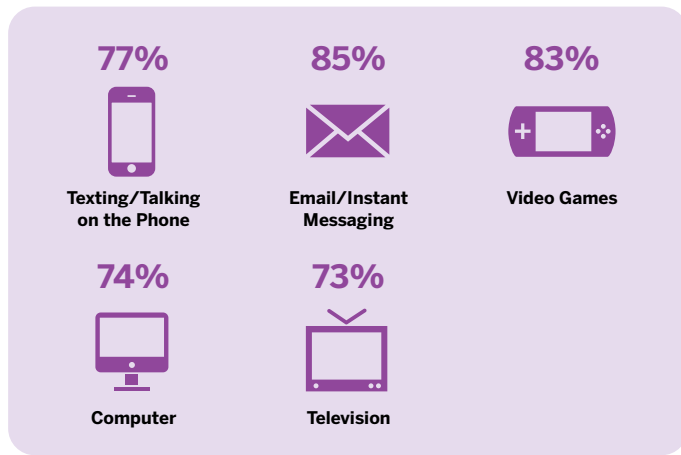 77%
85%
83%
Texting/Talking
on the Phone
Email/Instant
Messaging
Video Games
74%
73%
Computer
Television